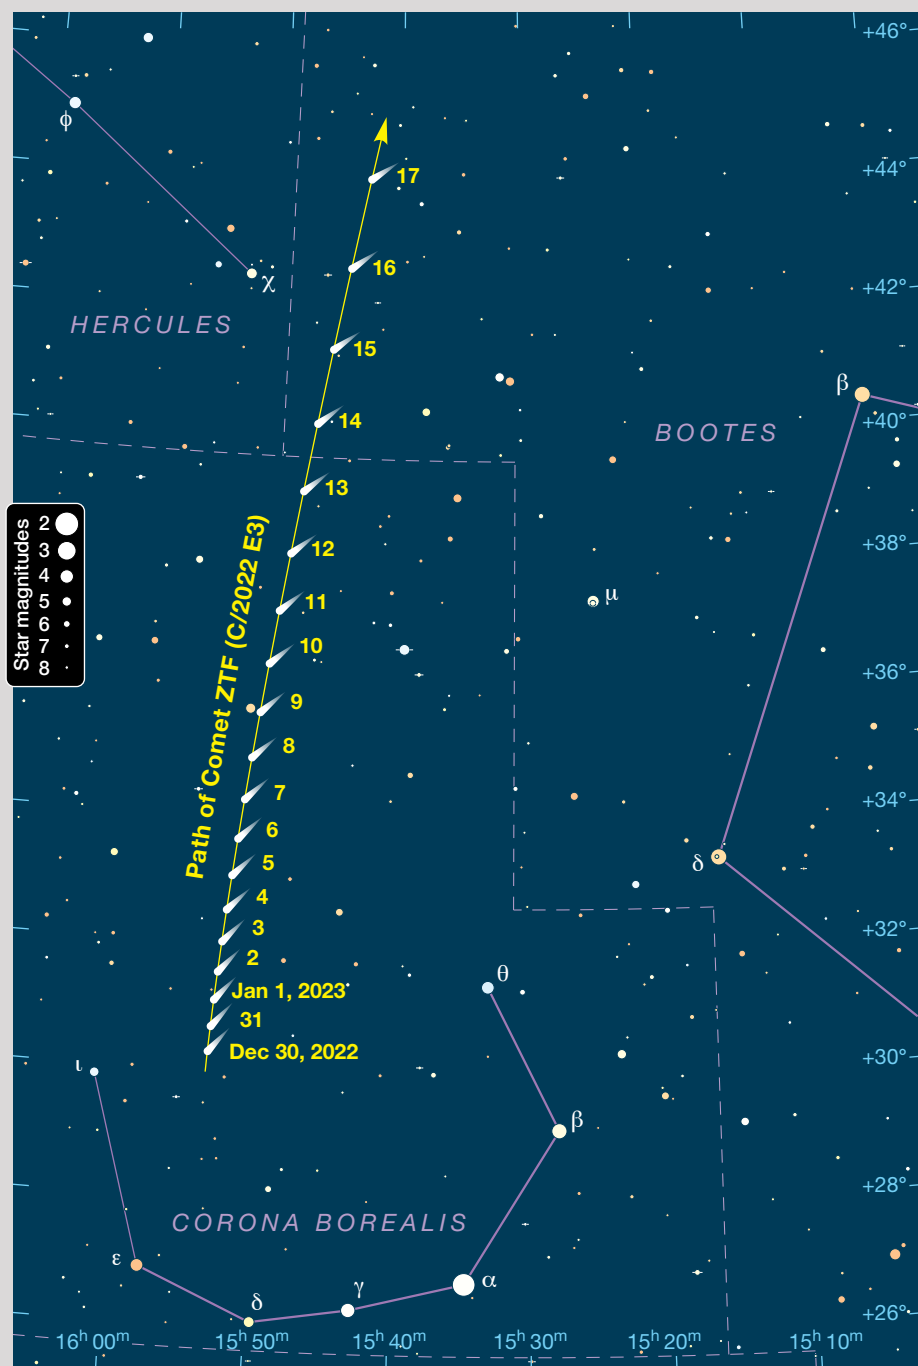 +46°
φ
+44°
17
16
χ
+42°
HERCULES
15
β
14
+40°
BOOTES
13
Path of Comet ZTF (C/2022 E3)
Star magnitudes
2
3
4
5
6
7
8
12
+38°
11
μ
10
+36°
9
8
7
+34°
6
5
δ
4
3
+32°
2
θ
Jan 1, 2023
31
Dec 30, 2022
+30°
ι
β
+28°
CORONA BOREALIS
ε
α
γ
δ
+26°
16h 00m
15h 50m
15h 40m
15h 30m
15h 20m
15h 10m